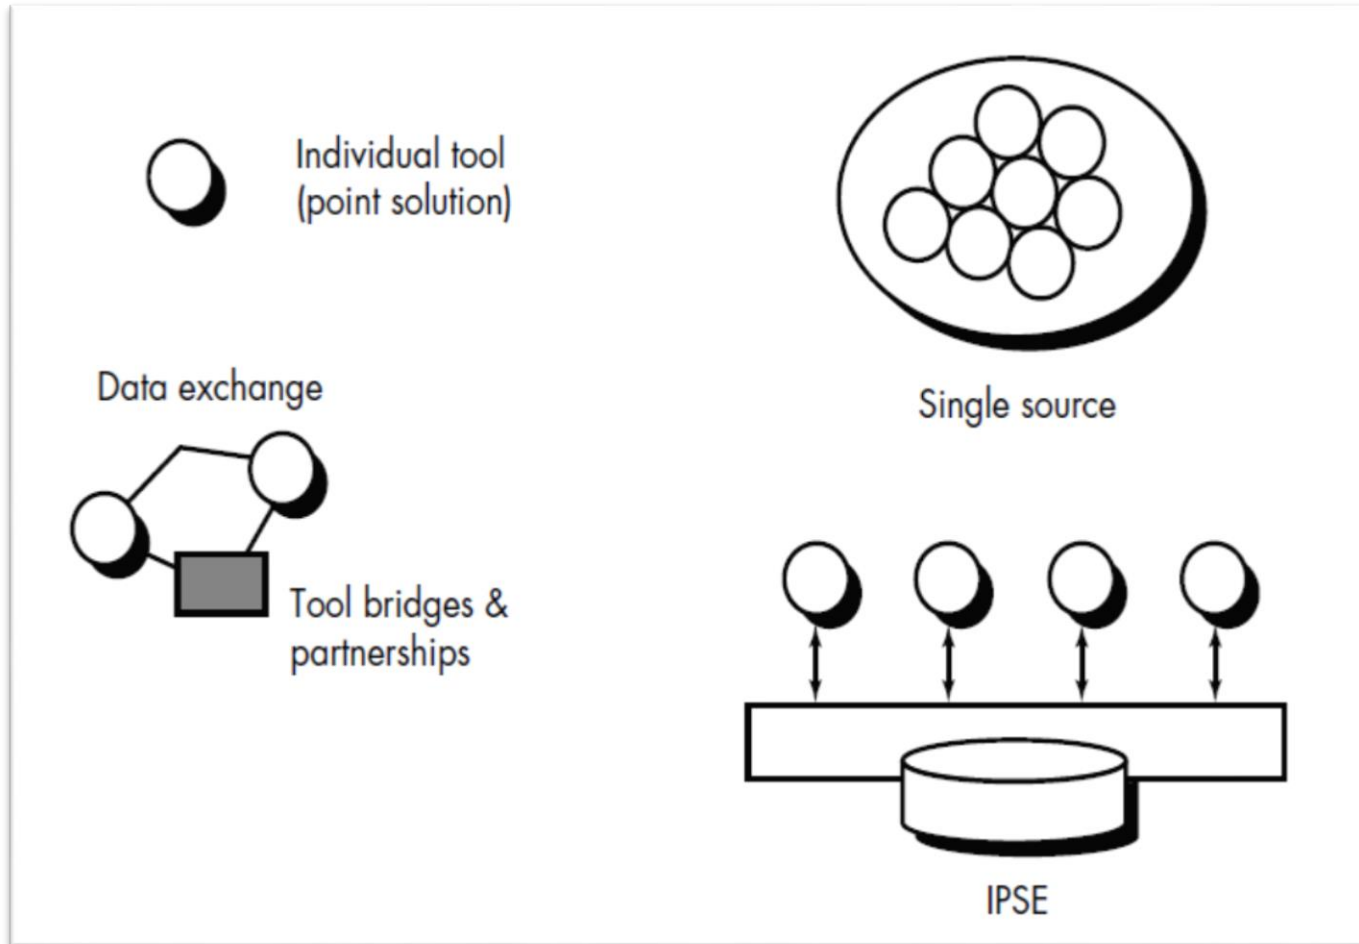 Individual tool
(point solution)
Data exchange
Tool bridges &
partnerships
Single source
IPSE